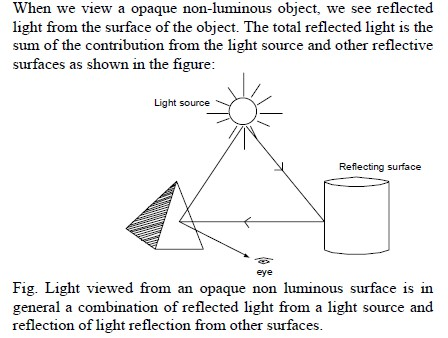 When we view a opaque non-luminous object, we see reflected
light from the surface of the object. The total reflected light is the
sum of the contribution from the light source and other reflective
surfaces as shown in the figure:
Light source
Reflecting surface
eye
Fig. Light viewed from an opaque non luminous surface is in
general a combination of reflected light from a light source and
reflection of light reflection from other surfaces.